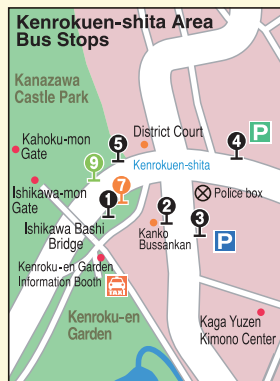 Kenrokuen-shita Area
Bus Stops
Kanazawa
Castle Park
Kahoku-mon
Gate
5
District Court
4
P
9
Kenrokuen-shita
Ishikawa-mon
Gate
7
1
Police box
2
3
Ishikawa Bashi
Bridge
Kanko
Bussankan
P
Kenroku-en Garden
Information Booth
TAXI
Kenroku-en
Garden
Kaga Yuzen
Kimono Center